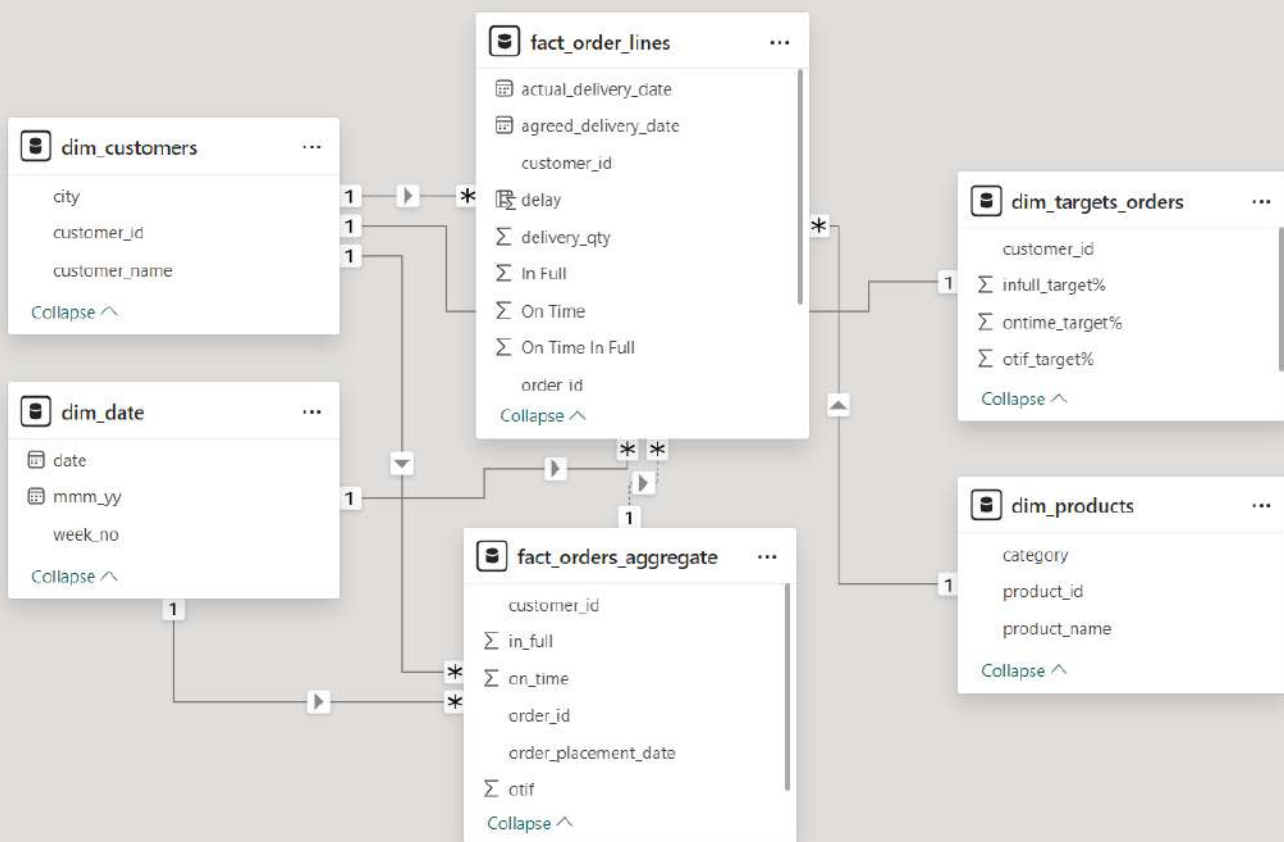 fact_order_lines
...
actual_delivery_date
agreed_delivery_date
customer_id
delay
Σ delivery_qty
Σ In Full
Σ On Time
Σ On Time In Full
order_id
Collapse
dim_customers
...
city
customer_id
customer_name
Collapse
dim_date
...
date
mmm_yy
week_no
Collapse
dim_targets_orders
...
customer_id
Σ infull_target%
Σ ontime_target%
Σ otif_target%
Collapse
dim_products
...
category
product_id
product_name
Collapse
fact_orders_aggregate
...
customer_id
Σ in_full
Σ on_time
order_id
order_placement_date
Σ otif
Collapse
1
*
1
1
*
1
1
* *
1
1
1
*
*